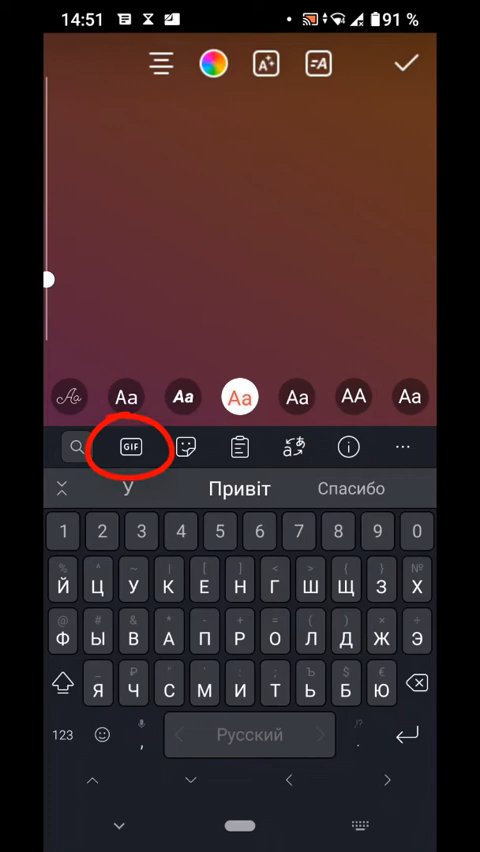 14:51
91 %
A
=A
Aa Aa Aa Aa Aa AA Aa
GIF
У Привіт Спасибо
1 2 3 4 5 6 7 8 9 0
% ^ ~ | [ ] < > { } №
Й Ц У К Е Н Г Ш Щ З Х
@ # & * - + = ( ) ÷
Ф Ы В А П Р О Л Д Ж Э
_ " ' : ; Ъ $ €
Я Ч С М И Т Ь Б Ю
123 , Русский !? .